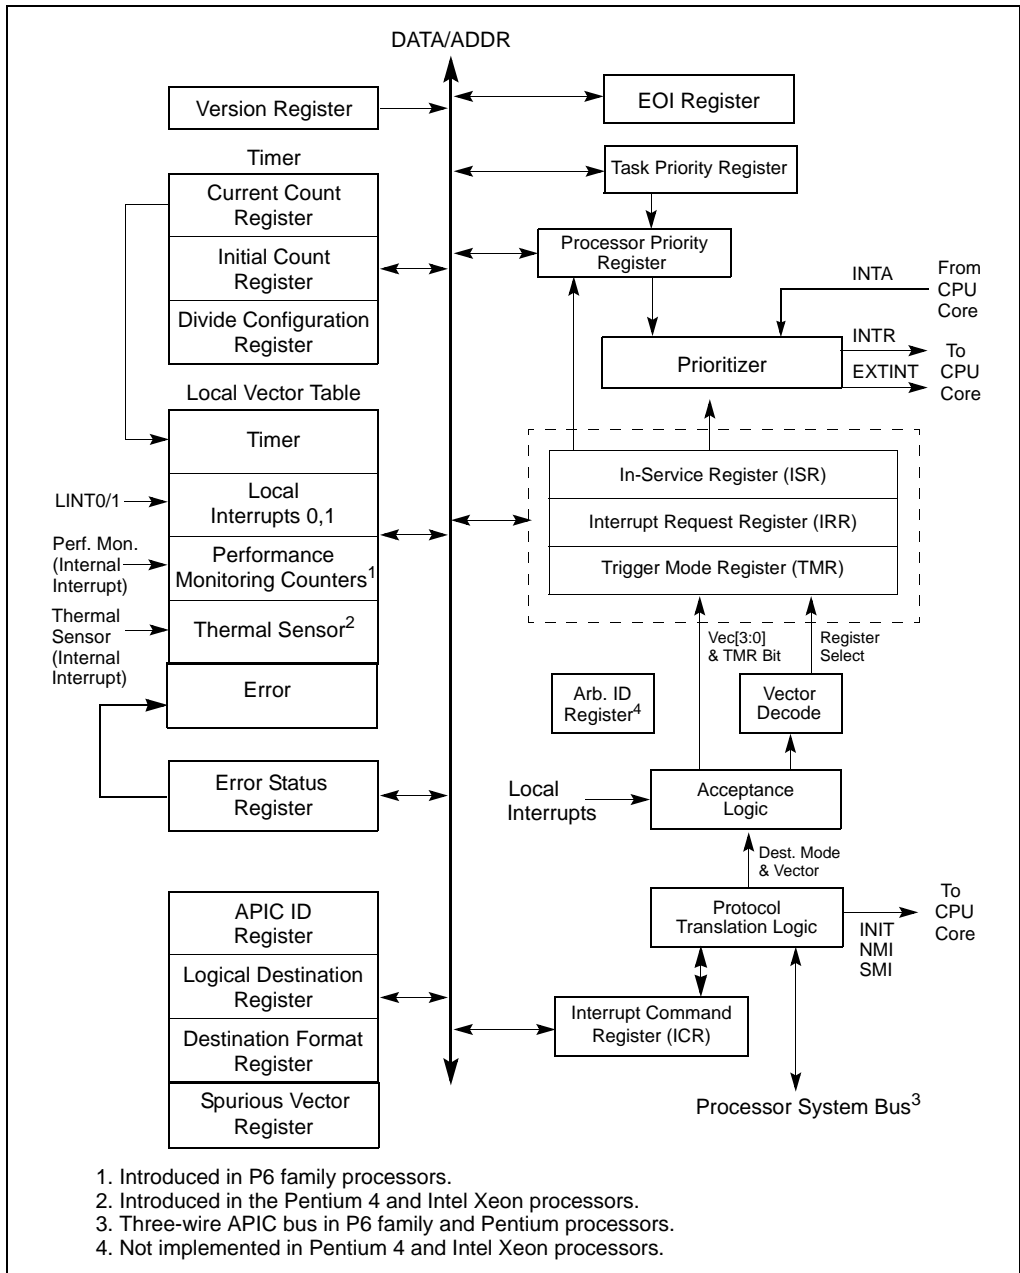 DATA/ADDR
Version Register
EOI Register
Timer
Current Count
Register
Initial Count
Register
Divide Configuration
Register
Task Priority Register
Processor Priority
Register
INTA
From
CPU
Core
Prioritizer
INTR
EXTINT
To
CPU
Core
Local Vector Table
Timer
Local
Interrupts 0,1
Performance
Monitoring Counters1
Thermal Sensor2
Error
LINT0/1
Perf. Mon.
(Internal
Interrupt)
Thermal
Sensor
(Internal
Interrupt)
In-Service Register (ISR)
Interrupt Request Register (IRR)
Trigger Mode Register (TMR)
Vec[3:0]
& TMR Bit
Register
Select
Arb. ID
Register4
Vector
Decode
Error Status
Register
Local
Interrupts
Acceptance
Logic
Dest. Mode
& Vector
Protocol
Translation Logic
INIT
NMI
SMI
To
CPU
Core
APIC ID
Register
Logical Destination
Register
Destination Format
Register
Spurious Vector
Register
Interrupt Command
Register (ICR)
Processor System Bus3
1. Introduced in P6 family processors.
2. Introduced in the Pentium 4 and Intel Xeon processors.
3. Three-wire APIC bus in P6 family and Pentium processors.
4. Not implemented in Pentium 4 and Intel Xeon processors.